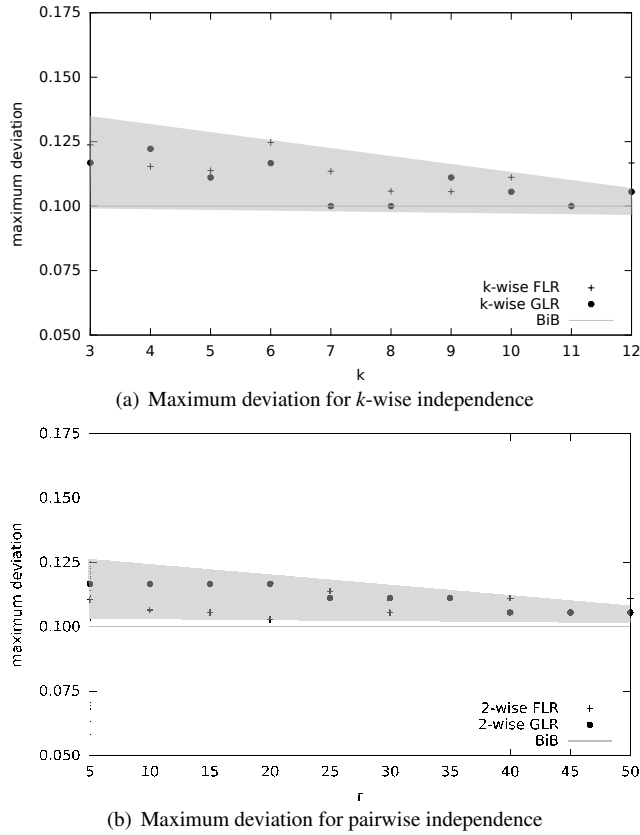 0.175
0.150
0.125
0.100
0.075
0.050
maximum deviation
3 4 5 6 7 8 9 10 11 12
k
k-wise FLR
k-wise GLR
BiB
(a) Maximum deviation for k-wise independence
0.175
0.150
0.125
0.100
0.075
0.050
maximum deviation
5 10 15 20 25 30 35 40 45 50
r
2-wise FLR
2-wise GLR
BiB
(b) Maximum deviation for pairwise independence